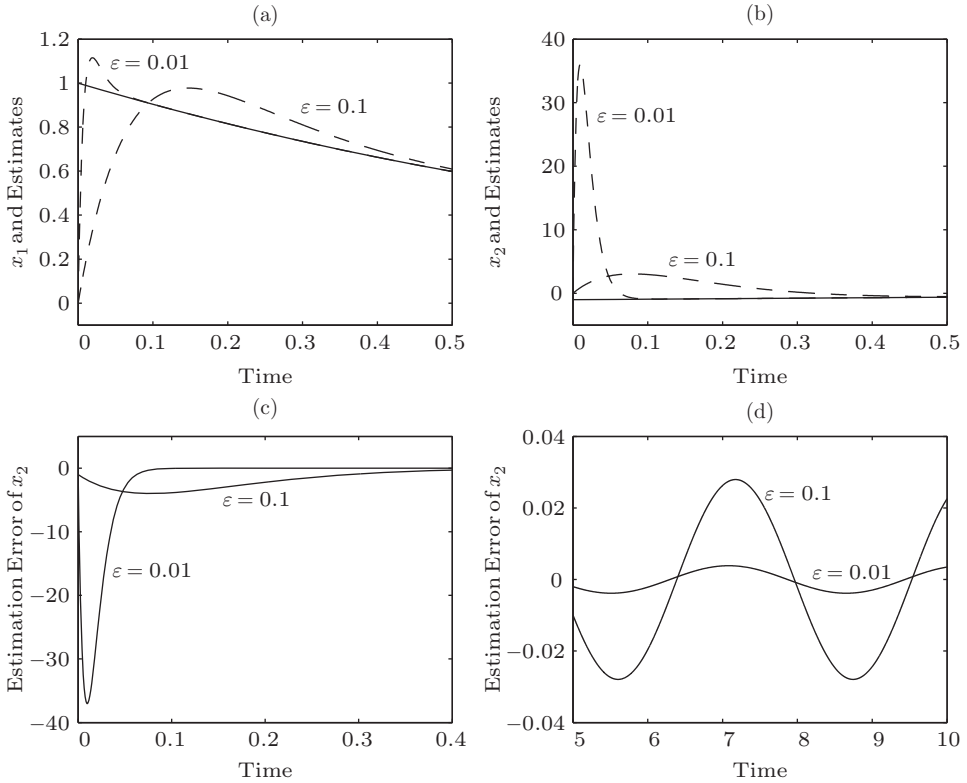 (a)
x₁ and Estimates
1.2
1
0.8
0.6
0.4
0.2
0
ε = 0.01
ε = 0.1
0 0.1 0.2 0.3 0.4 0.5
Time
(b)
x₂ and Estimates
40
30
20
10
0
ε = 0.01
ε = 0.1
0 0.1 0.2 0.3 0.4 0.5
Time
(c)
Estimation Error of x₂
0
−10
−20
−30
−40
ε = 0.1
ε = 0.01
0 0.1 0.2 0.3 0.4
Time
(d)
Estimation Error of x₂
0.04
0.02
0
−0.02
−0.04
ε = 0.1
ε = 0.01
5 6 7 8 9 10
Time